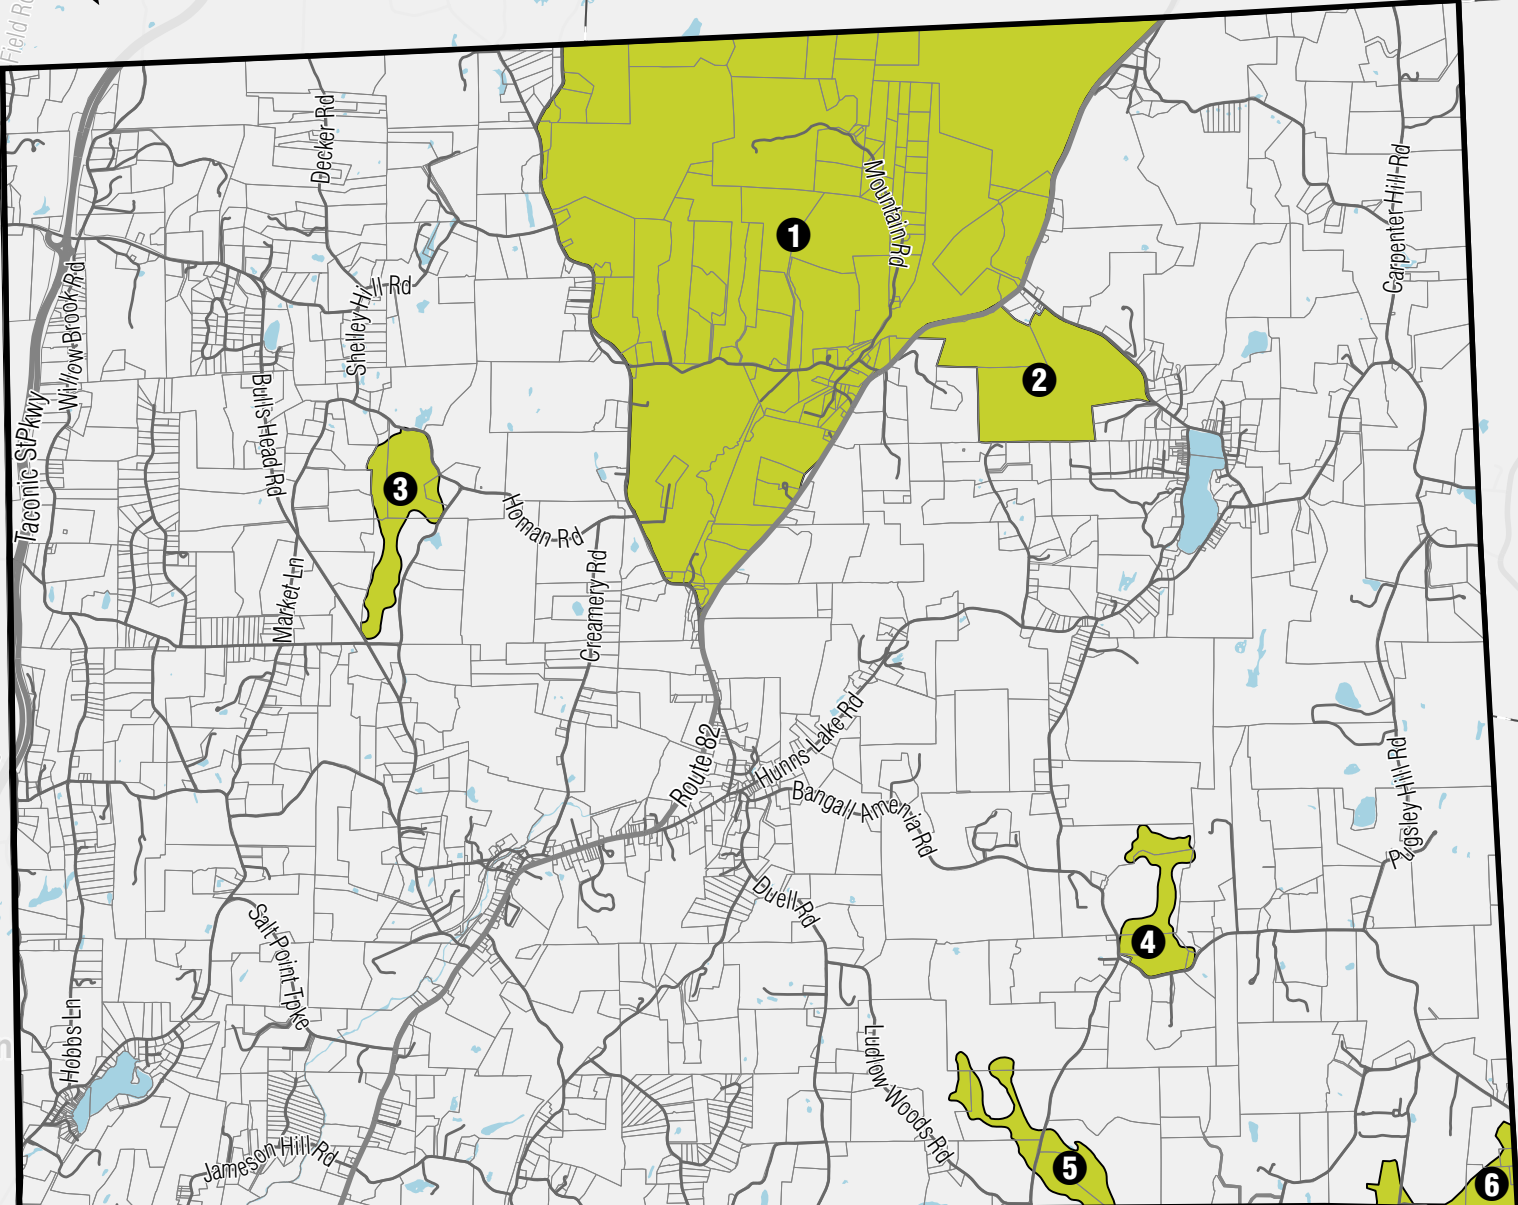 Field Rd
Decker Rd
Mountain Rd
Carpenter Hill Rd
1
Willow Brook Rd
Shelley Hill Rd
2
Taconic St Pkwy
Bulls Head Rd
3
Homan Rd
Market Ln
Creamery Rd
Route 82
Hunns Lake Rd
Bangall-Amenia Rd
Pugsley Hill Rd
Duell Rd
Salt Point Tpke
4
Hobbs Ln
Ludlow Woods Rd
Jameson Hill Rd
5
6